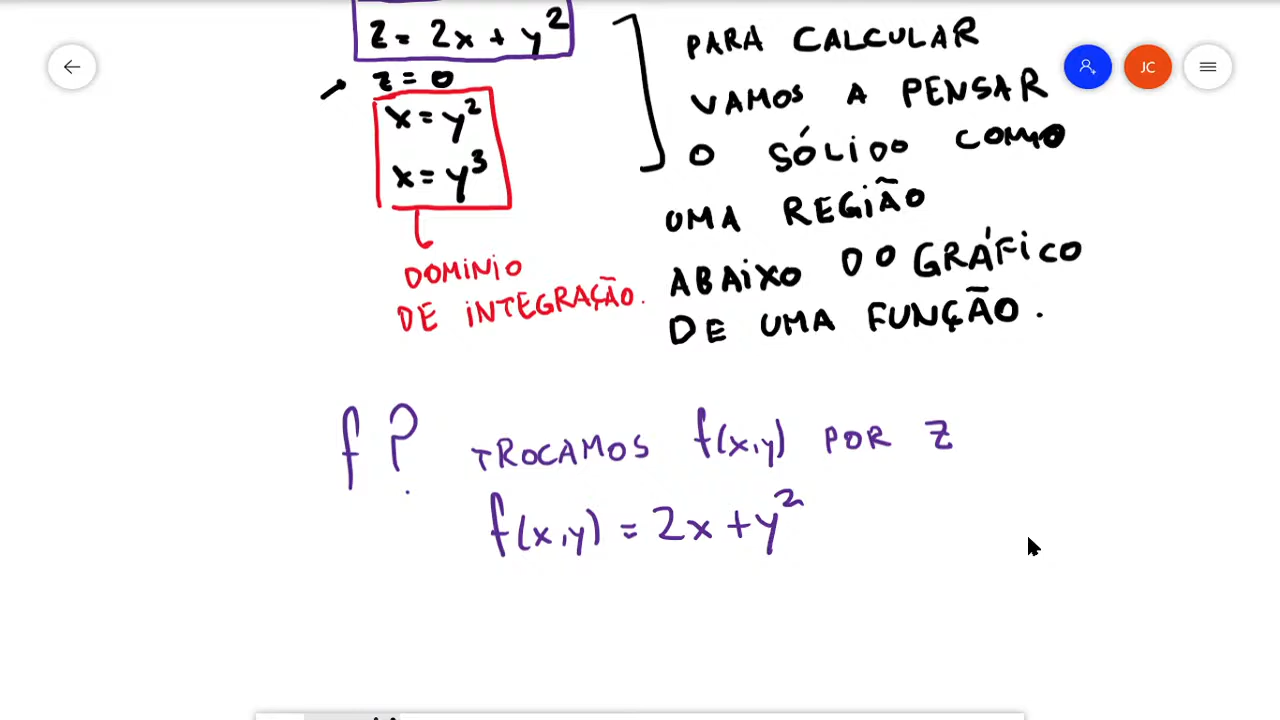 z = 2x + y²
z = 0
x = y²
x = y³
DOMÍNIO
DE INTEGRAÇÃO.
PARA CALCULAR
VAMOS A PENSAR
O SÓLIDO COMO
UMA REGIÃO
ABAIXO DO GRÁFICO
DE UMA FUNÇÃO.
JC
f? TROCAMOS f(x,y) POR z
f(x,y) = 2x + y²